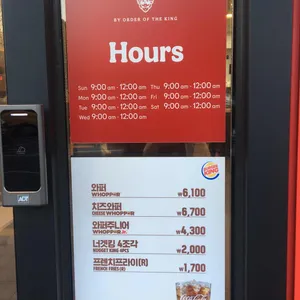 BY ORDER OF THE KING
Hours
Sun 9:00 am - 12:00 am Thu 9:00 am - 12:00 am
Mon 9:00 am - 12:00 am Fri 9:00 am - 12:00 am
Tue 9:00 am - 12:00 am Sat 9:00 am - 12:00 am
Wed 9:00 am - 12:00 am
ADT
BURGER KING
와퍼 ₩6,100
WHOPPER
치즈와퍼 ₩6,700
CHEESE WHOPPER
와퍼주니어 ₩4,300
WHOPPER JR.
너겟킹 4조각 ₩2,000
NUGGET KING 4PCS
프렌치프라이[R] ₩1,700
FRENCH FRIES(R)
Coca-Cola